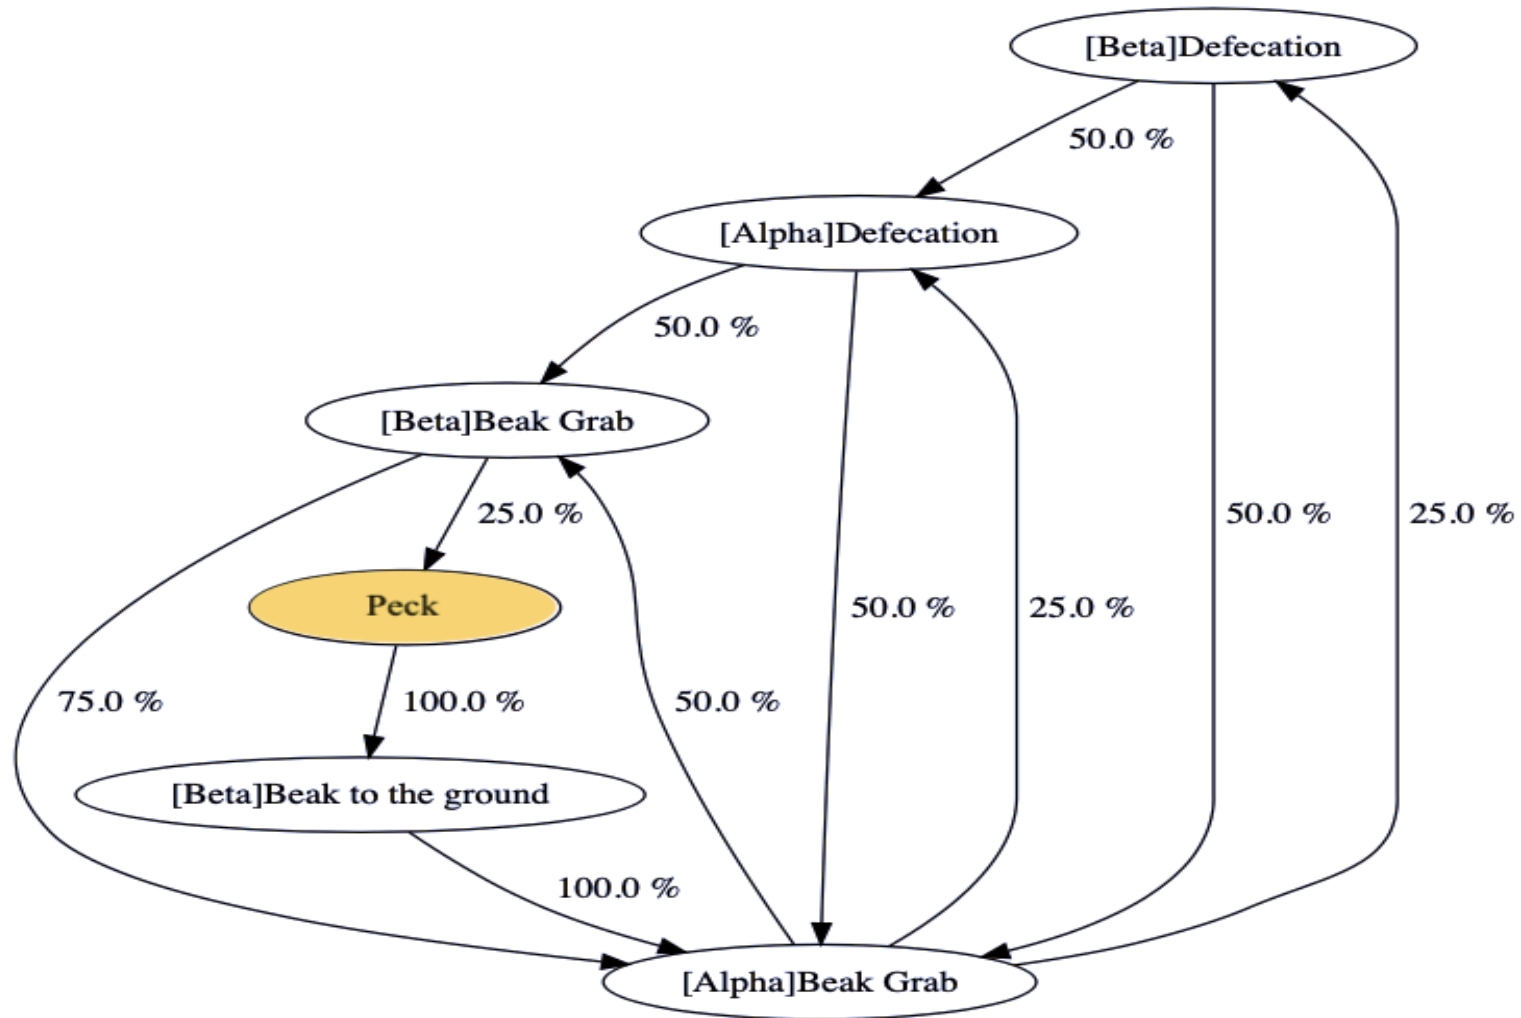 [Beta]Defecation
50.0 %
[Alpha]Defecation
50.0 %
[Beta]Beak Grab
25.0 %
50.0 %
25.0 %
Peck
50.0 %
25.0 %
75.0 %
100.0 %
50.0 %
[Beta]Beak to the ground
100.0 %
[Alpha]Beak Grab